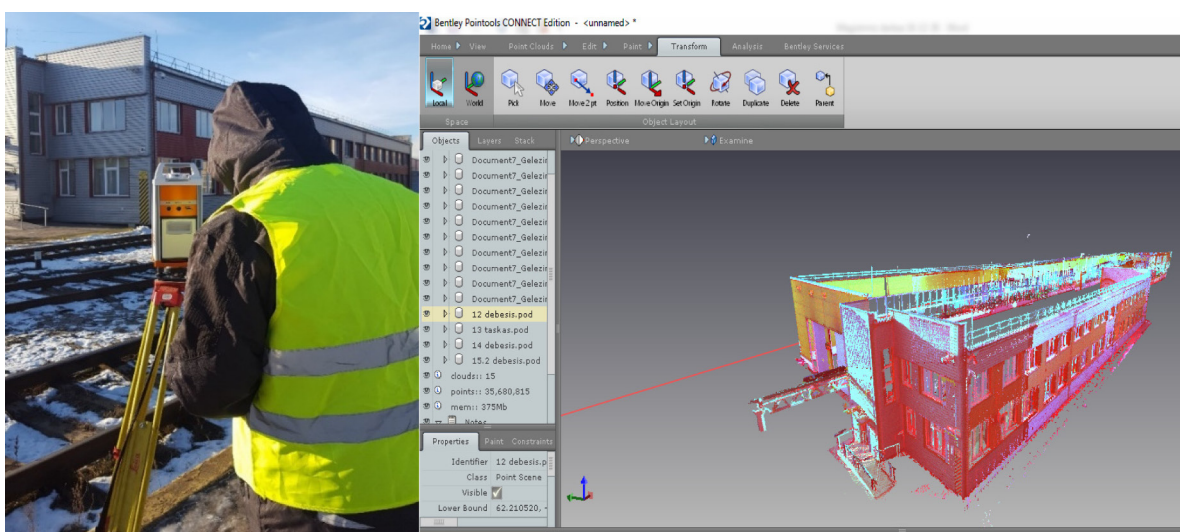 Bentley Pointools CONNECT Edition - <unnamed> *
Home View Point Clouds Edit Paint Transform Analysis Bentley Services
Local World Pick Move Move 2 pt Position Move Origin Set Origin Rotate Duplicate Delete Parent
Space Object Layout
Objects Layers Stack Perspective Examine
Document7_Gelezir
Document7_Gelezir
Document7_Gelezir
Document7_Gelezir
Document7_Gelezir
Document7_Gelezir
Document7_Gelezir
Document7_Gelezir
Document7_Gelezir
Document7_Gelezir
12 debesis.pod
13 taskas.pod
14 debesis.pod
15.2 debesis.pod
clouds:: 15
points:: 35,680,815
mem:: 375Mb
Notes
Properties Paint Constraints
Identifier 12 debesis.p
Class Point Scene
Visible
Lower Bound 62.210520, -